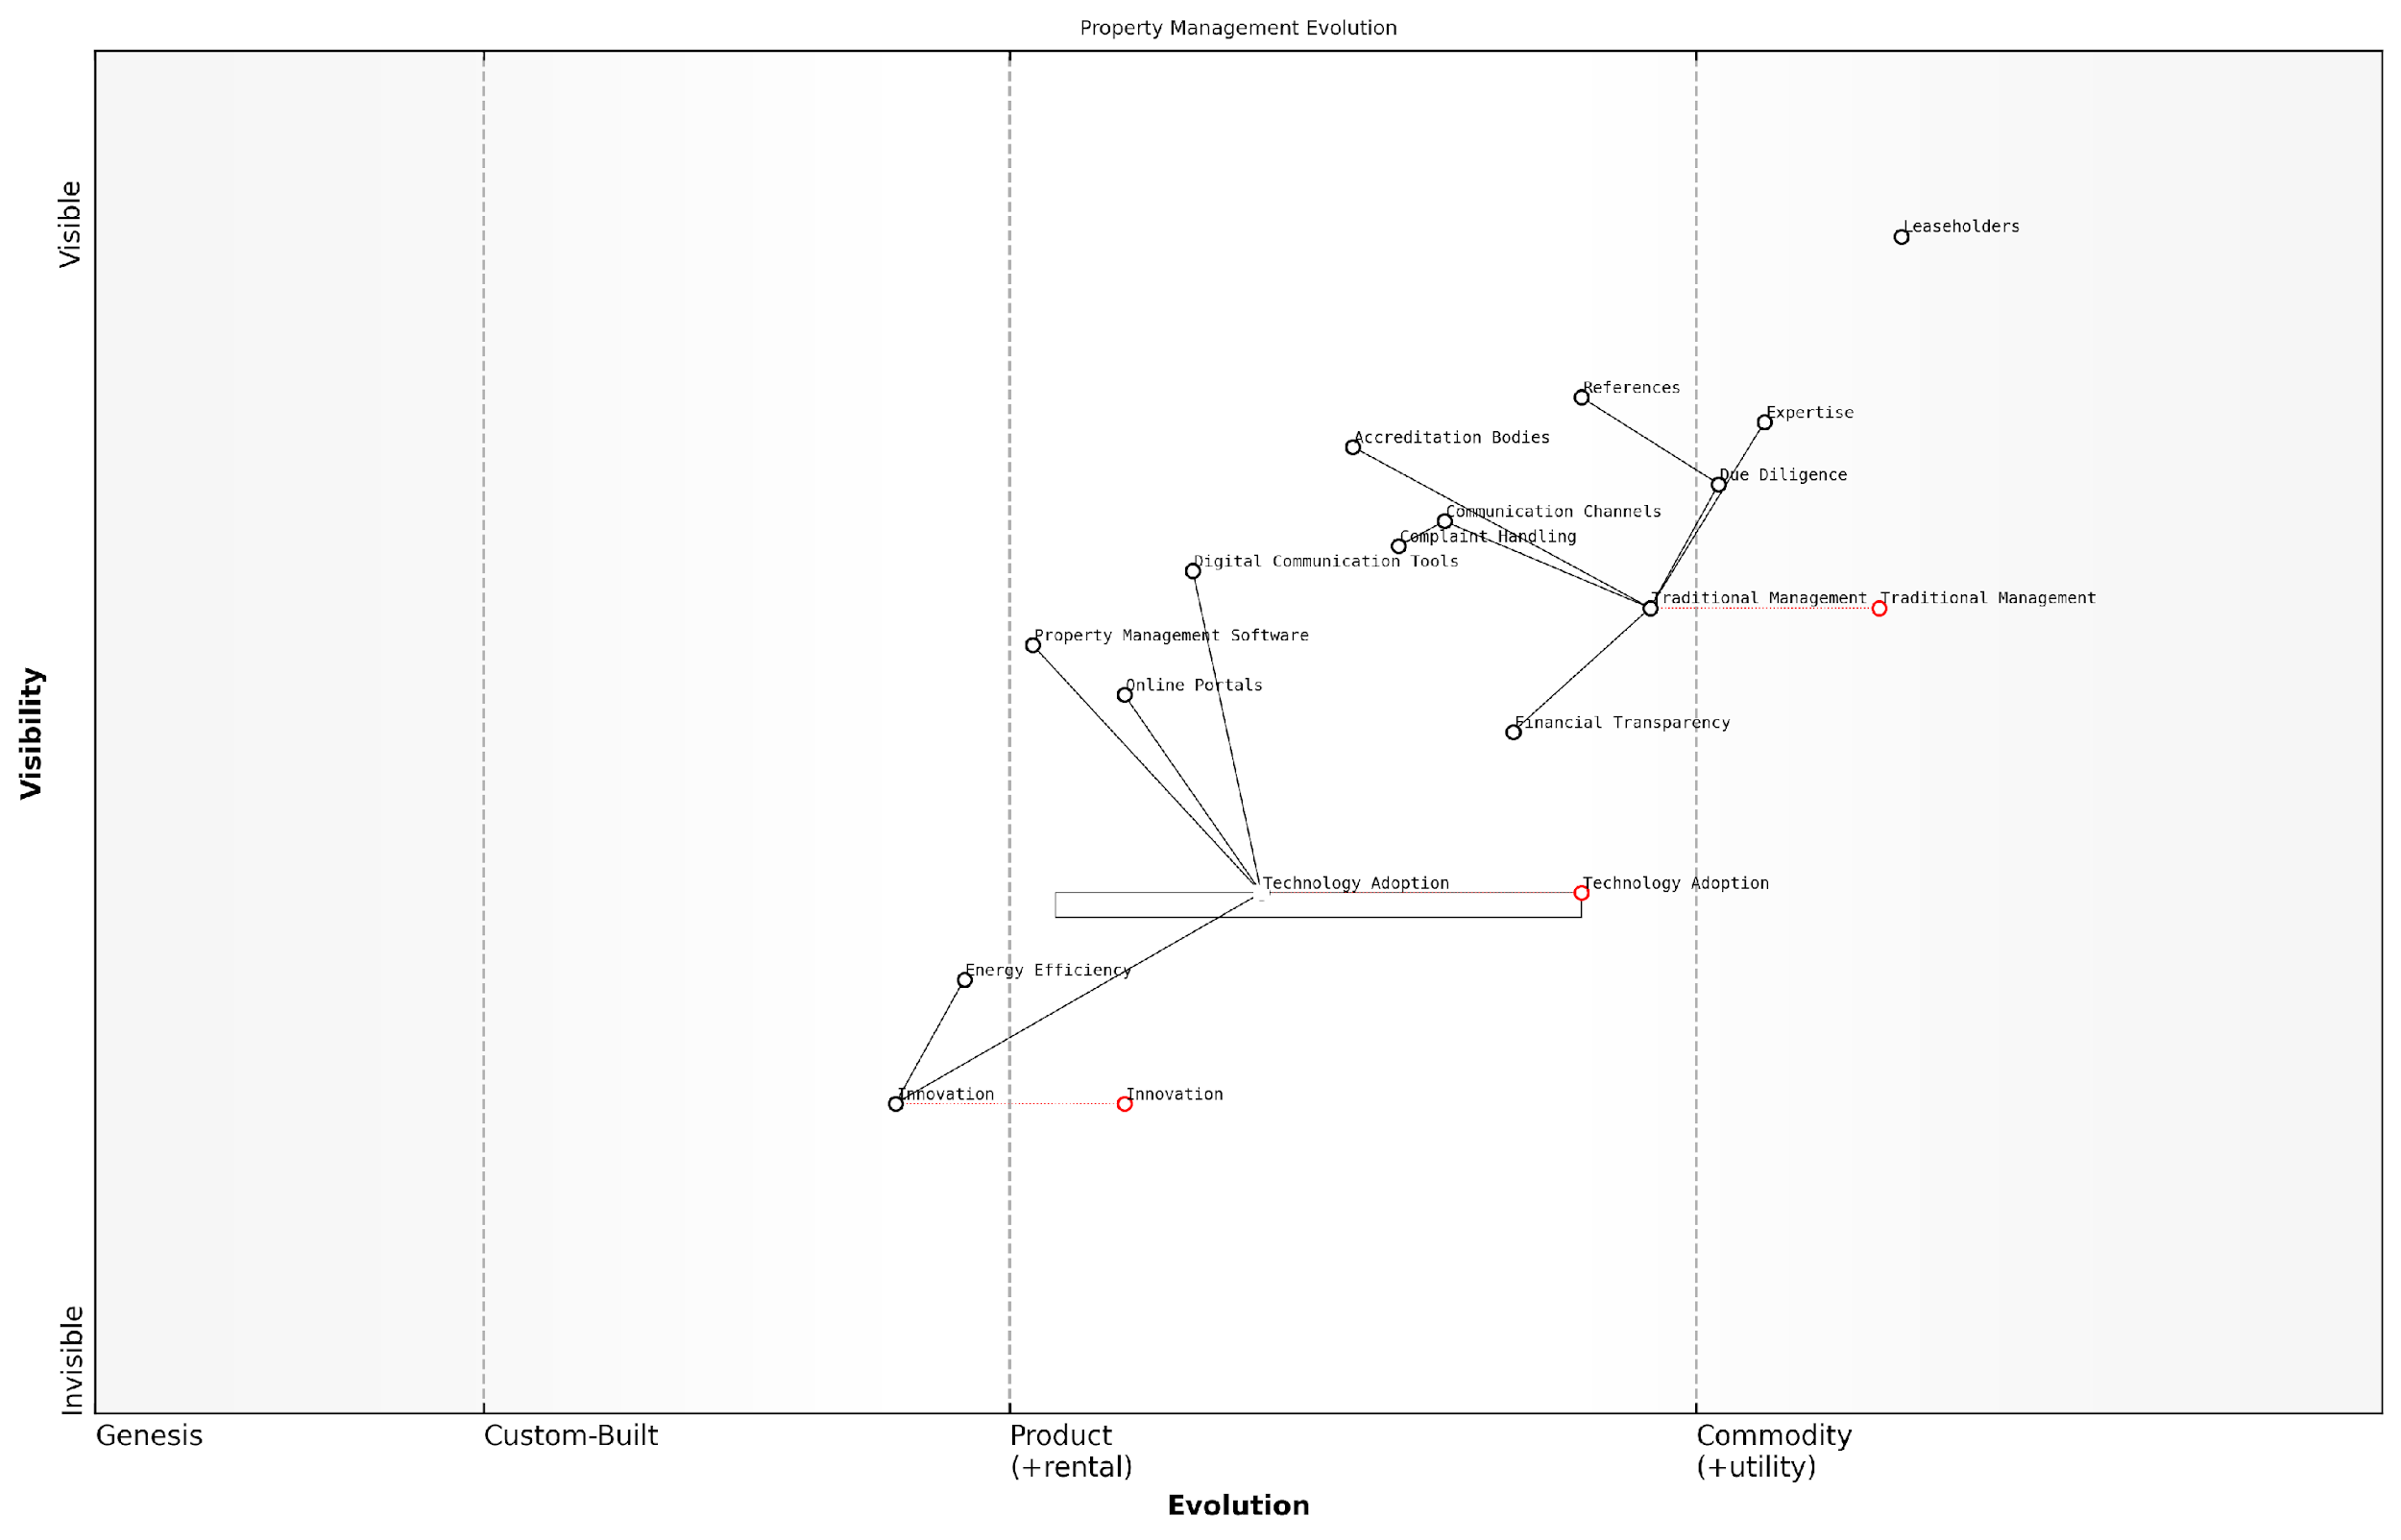 Property Management Evolution
Visible
Leaseholders
References
Expertise
Accreditation Bodies
Due Diligence
Communication Channels
Complaint Handling
Digital Communication Tools
Traditional Management
Traditional Management
Property Management Software
Online Portals
Visibility
Financial Transparency
Technology Adoption
Technology Adoption
Energy Efficiency
Innovation
Innovation
Invisible
Genesis
Custom-Built
Product
(+rental)
Commodity
(+utility)
Evolution